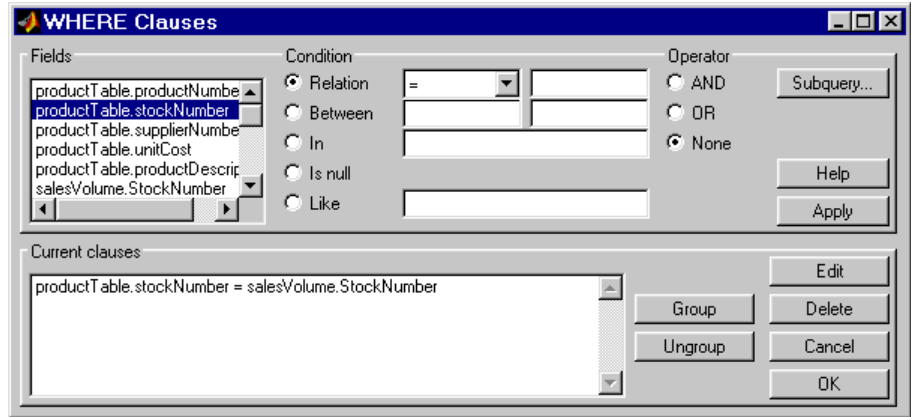 WHERE Clauses
Fields
productTable.productNumbe
productTable.stockNumber
productTable.supplierNumbe
productTable.unitCost
productTable.productDescrip
salesVolume.StockNumber
Condition
Relation =
Between
In
Is null
Like
Operator
AND
OR
None
Subquery...
Help
Apply
Current clauses
productTable.stockNumber = salesVolume.StockNumber
Group
Ungroup
Edit
Delete
Cancel
OK